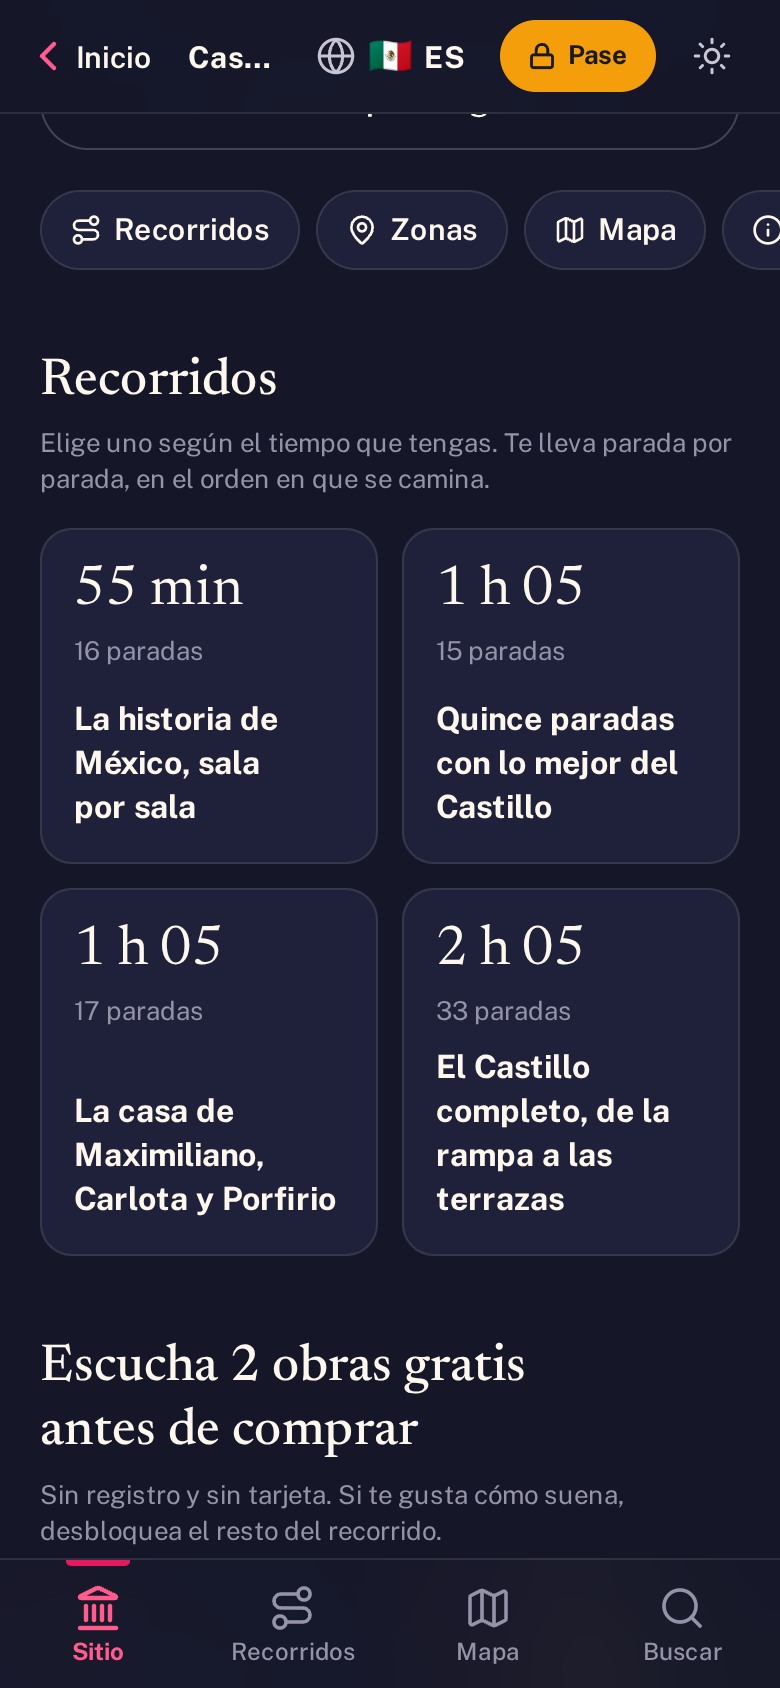 Inicio
Cas...
ES
Pase
Recorridos
Zonas
Mapa
Recorridos
Elige uno según el tiempo que tengas. Te lleva parada por
parada, en el orden en que se camina.
55 min
16 paradas
La historia de
México, sala
por sala
1 h 05
15 paradas
Quince paradas
con lo mejor del
Castillo
1 h 05
17 paradas
La casa de
Maximiliano,
Carlota y Porfirio
2 h 05
33 paradas
El Castillo
completo, de la
rampa a las
terrazas
Escucha 2 obras gratis
antes de comprar
Sin registro y sin tarjeta. Si te gusta cómo suena,
desbloquea el resto del recorrido.
Sitio
Recorridos
Mapa
Buscar